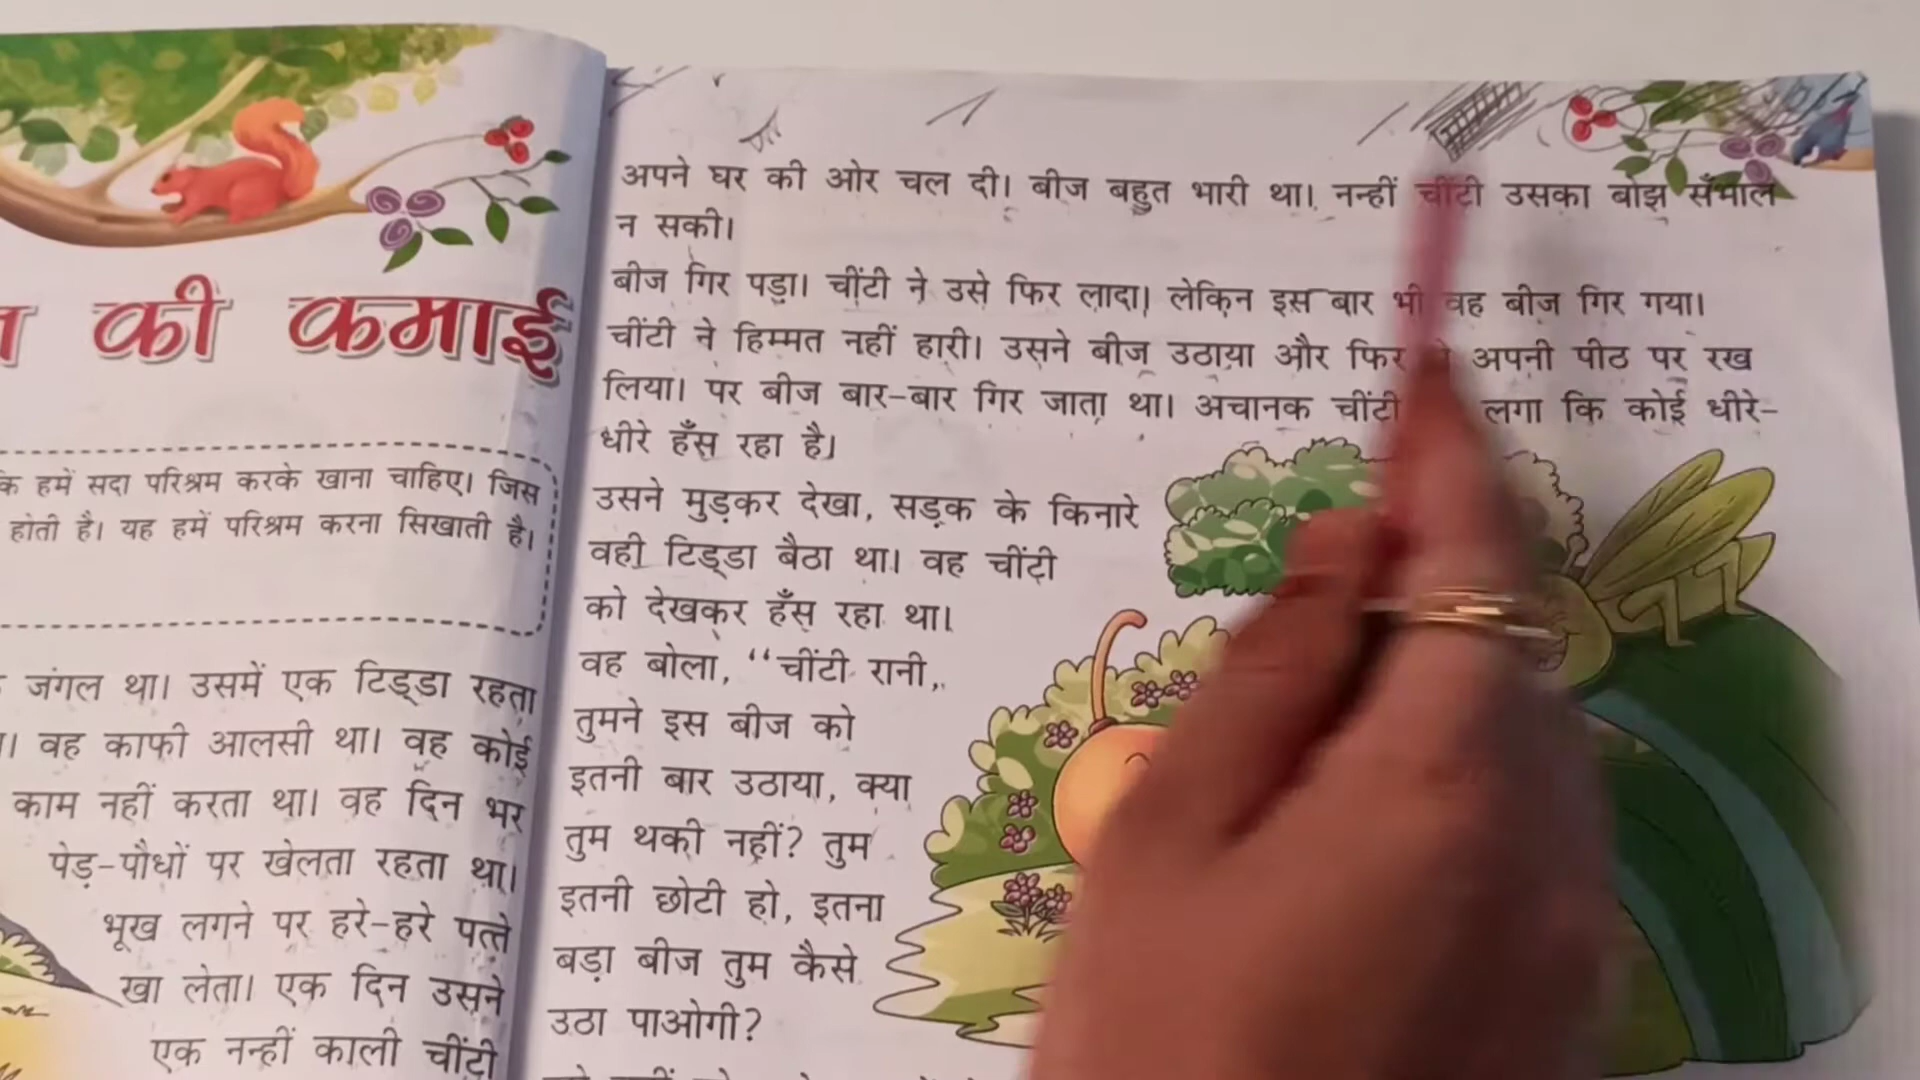 की कमाई
हमें सदा परिश्रम करके खाना चाहिए। जिस
होती है। यह हमें परिश्रम करना सिखाती है।
जंगल था। उसमें एक टिड्डा रहता
वह काफी आलसी था। वह कोई
काम नहीं करता था। वह दिन भर
पेड़-पौधों पर खेलता रहता था।
भूख लगने पर हरे-हरे पत्ते
खा लेता। एक दिन उसने
एक नन्हीं काली चींटी
अपने घर की ओर चल दी। बीज बहुत भारी था। नन्हीं चींटी उसका बोझ सँभाल
न सकी।
बीज गिर पड़ा। चींटी ने उसे फिर लादा। लेकिन इस बार भी वह बीज गिर गया।
चींटी ने हिम्मत नहीं हारी। उसने बीज उठाया और फिर अपनी पीठ पर रख
लिया। पर बीज बार-बार गिर जाता था। अचानक चींटी लगा कि कोई धीरे-
धीरे हँस रहा है।
उसने मुड़कर देखा, सड़क के किनारे
वही टिड्डा बैठा था। वह चींटी
को देखकर हँस रहा था।
वह बोला, “चींटी रानी,
तुमने इस बीज को
इतनी बार उठाया, क्या
तुम थकी नहीं? तुम
इतनी छोटी हो, इतना
बड़ा बीज तुम कैसे
उठा पाओगी?